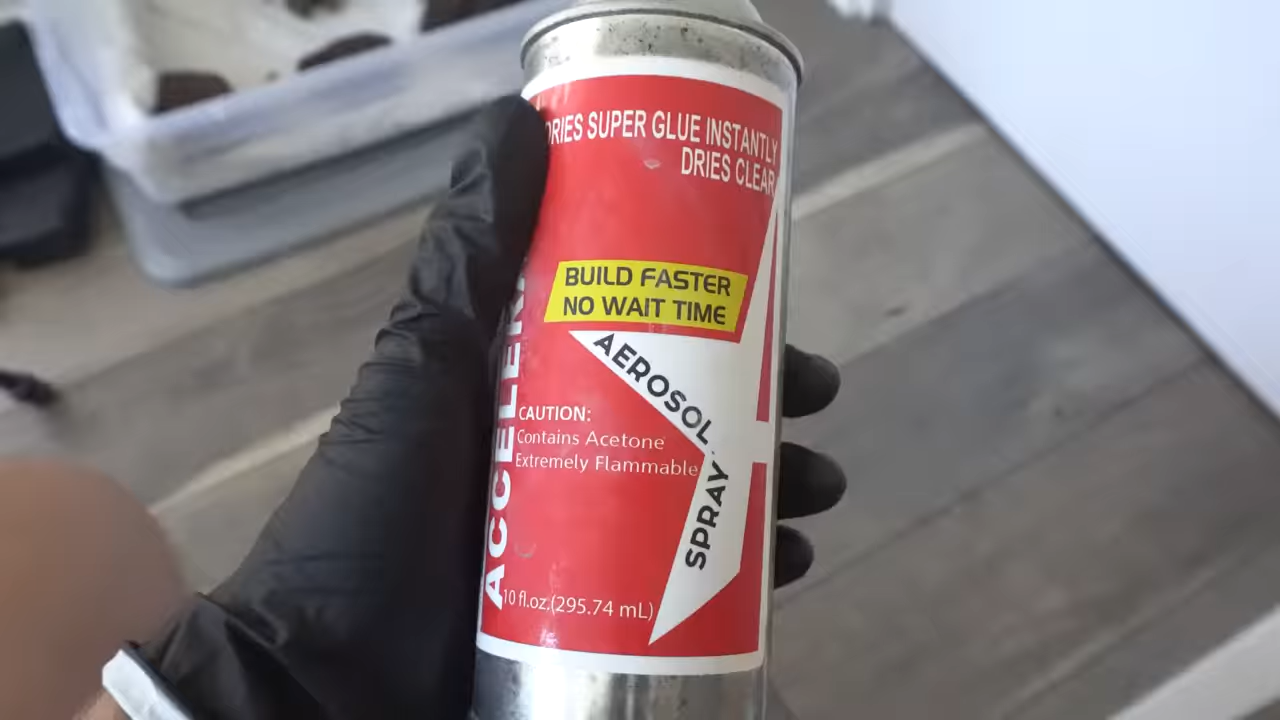 DRIES SUPER GLUE INSTANTLY
DRIES CLEAR
BUILD FASTER
NO WAIT TIME
AEROSOL
SPRAY
CAUTION:
Contains Acetone
Extremely Flammable
10 fl.oz.(295.74 mL)